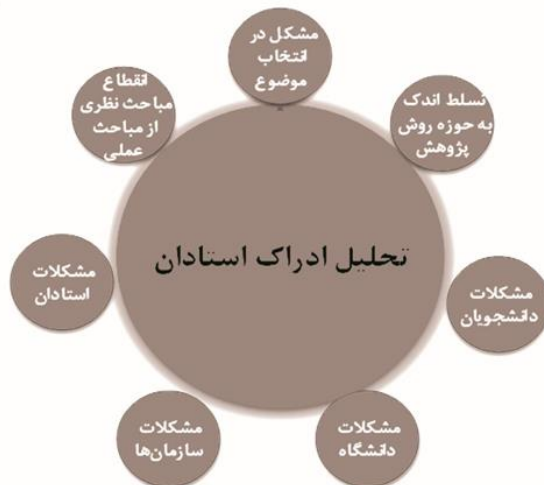 مشکل در
انتخاب
موضوع
تسلط اندک
به حوزه روش
پژوهش
مشکلات
دانشجویان
مشکلات
دانشگاه
مشکلات
سازمان‌ها
مشکلات
استادان
انقطاع
مباحث نظری
از مباحث
عملی
تحلیل ادراک استادان